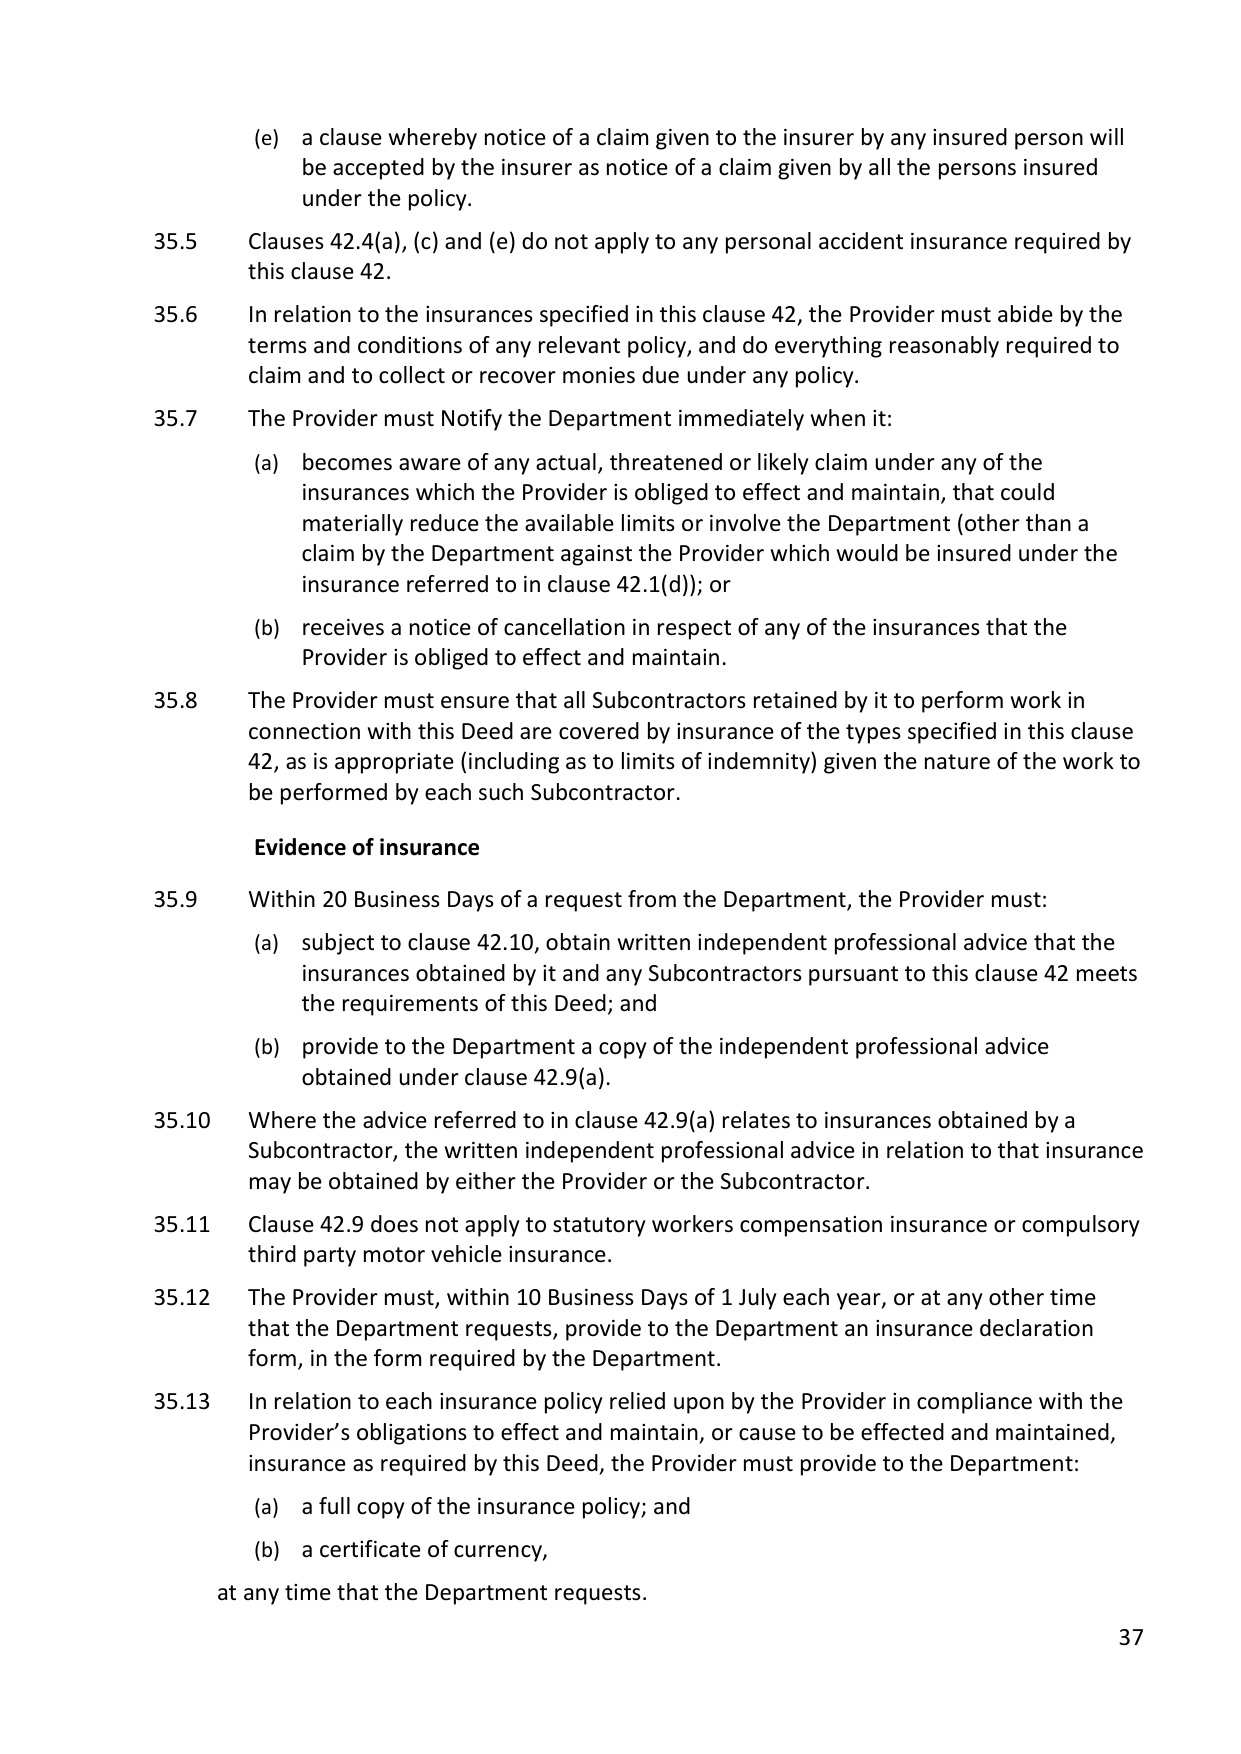 (e) a clause whereby notice of a claim given to the insurer by any insured person will
be accepted by the insurer as notice of a claim given by all the persons insured
under the policy.
35.5 Clauses 42.4(a), (c) and (e) do not apply to any personal accident insurance required by
this clause 42.
35.6 In relation to the insurances specified in this clause 42, the Provider must abide by the
terms and conditions of any relevant policy, and do everything reasonably required to
claim and to collect or recover monies due under any policy.
35.7 The Provider must Notify the Department immediately when it:
(a) becomes aware of any actual, threatened or likely claim under any of the
insurances which the Provider is obliged to effect and maintain, that could
materially reduce the available limits or involve the Department (other than a
claim by the Department against the Provider which would be insured under the
insurance referred to in clause 42.1(d)); or
(b) receives a notice of cancellation in respect of any of the insurances that the
Provider is obliged to effect and maintain.
35.8 The Provider must ensure that all Subcontractors retained by it to perform work in
connection with this Deed are covered by insurance of the types specified in this clause
42, as is appropriate (including as to limits of indemnity) given the nature of the work to
be performed by each such Subcontractor.
Evidence of insurance
35.9 Within 20 Business Days of a request from the Department, the Provider must:
(a) subject to clause 42.10, obtain written independent professional advice that the
insurances obtained by it and any Subcontractors pursuant to this clause 42 meets
the requirements of this Deed; and
(b) provide to the Department a copy of the independent professional advice
obtained under clause 42.9(a).
35.10 Where the advice referred to in clause 42.9(a) relates to insurances obtained by a
Subcontractor, the written independent professional advice in relation to that insurance
may be obtained by either the Provider or the Subcontractor.
35.11 Clause 42.9 does not apply to statutory workers compensation insurance or compulsory
third party motor vehicle insurance.
35.12 The Provider must, within 10 Business Days of 1 July each year, or at any other time
that the Department requests, provide to the Department an insurance declaration
form, in the form required by the Department.
35.13 In relation to each insurance policy relied upon by the Provider in compliance with the
Provider’s obligations to effect and maintain, or cause to be effected and maintained,
insurance as required by this Deed, the Provider must provide to the Department:
(a) a full copy of the insurance policy; and
(b) a certificate of currency,
at any time that the Department requests.
37